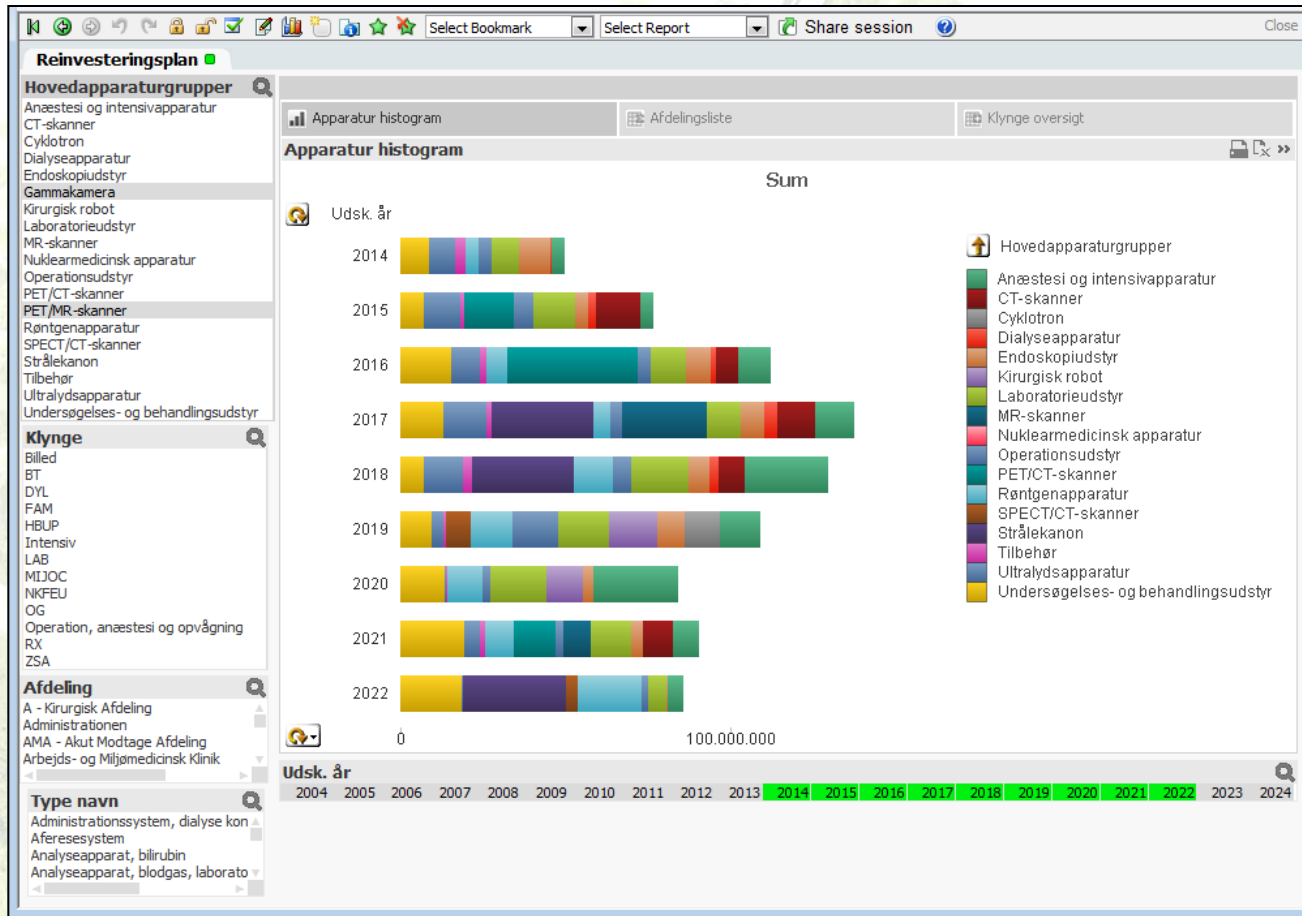 Select Bookmark Select Report Share session Close
Reinvesteringsplan
Hovedapparaturgrupper
Anæstesi og intensivapparatur
CT-skanner
Cyklotron
Dialyseapparatur
Endoskopiudstyr
Gammakamera
Kirurgisk robot
Laboratorieudstyr
MR-skanner
Nuklearmedicinsk apparatur
Operationsudstyr
PET/CT-skanner
PET/MR-skanner
Røntgenapparatur
SPECT/CT-skanner
Strålekanon
Tilbehør
Ultralydsapparatur
Undersøgelses- og behandlingsudstyr
Klynge
Billed
BT
DYL
FAM
HBUP
Intensiv
LAB
MIJOC
NKFEU
OG
Operation, anæstesi og opvågning
RX
ZSA
Afdeling
A - Kirurgisk Afdeling
Administrationen
AMA - Akut Modtage Afdeling
Arbejds- og Miljømedicinsk Klinik
Type navn
Administrationssystem, dialyse kon
Aferesesystem
Analyseapparat, bilirubin
Analyseapparat, blodgas, laborato
Apparatur histogram Afdelingsliste Klynge oversigt
Apparatur histogram
Sum
Udsk. år
2014
2015
2016
2017
2018
2019
2020
2021
2022
0 100.000.000
Hovedapparaturgrupper
Anæstesi og intensivapparatur
CT-skanner
Cyklotron
Dialyseapparatur
Endoskopiudstyr
Kirurgisk robot
Laboratorieudstyr
MR-skanner
Nuklearmedicinsk apparatur
Operationsudstyr
PET/CT-skanner
Røntgenapparatur
SPECT/CT-skanner
Strålekanon
Tilbehør
Ultralydsapparatur
Undersøgelses- og behandlingsudstyr
Udsk. år
2004 2005 2006 2007 2008 2009 2010 2011 2012 2013 2014 2015 2016 2017 2018 2019 2020 2021 2022 2023 2024